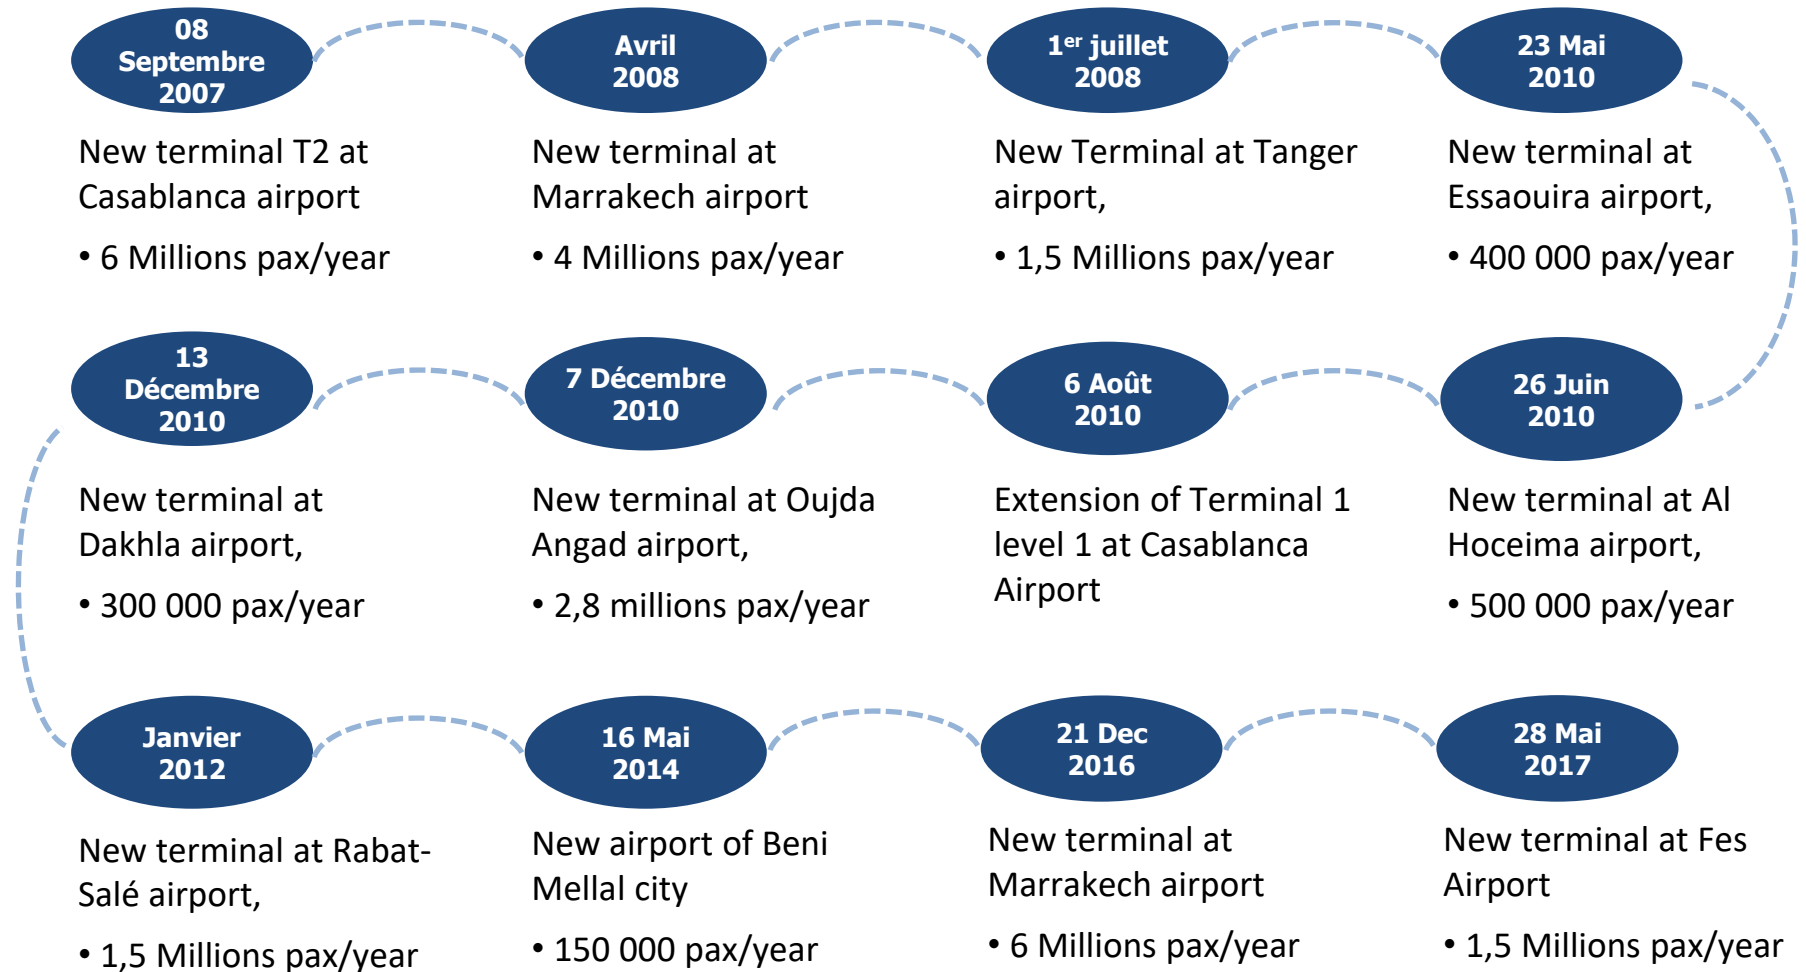 08
Septembre
2007
New terminal T2 at
Casablanca airport
• 6 Millions pax/year
Avril
2008
New terminal at
Marrakech airport
• 4 Millions pax/year
1er juillet
2008
New Terminal at Tanger
airport,
• 1,5 Millions pax/year
23 Mai
2010
New terminal at
Essaouira airport,
• 400 000 pax/year
13
Décembre
2010
New terminal at
Dakhla airport,
• 300 000 pax/year
7 Décembre
2010
New terminal at Oujda
Angad airport,
• 2,8 millions pax/year
6 Août
2010
Extension of Terminal 1
level 1 at Casablanca
Airport
26 Juin
2010
New terminal at Al
Hoceima airport,
• 500 000 pax/year
Janvier
2012
New terminal at Rabat-
Salé airport,
• 1,5 Millions pax/year
16 Mai
2014
New airport of Beni
Mellal city
• 150 000 pax/year
21 Dec
2016
New terminal at
Marrakech airport
• 6 Millions pax/year
28 Mai
2017
New terminal at Fes
Airport
• 1,5 Millions pax/year